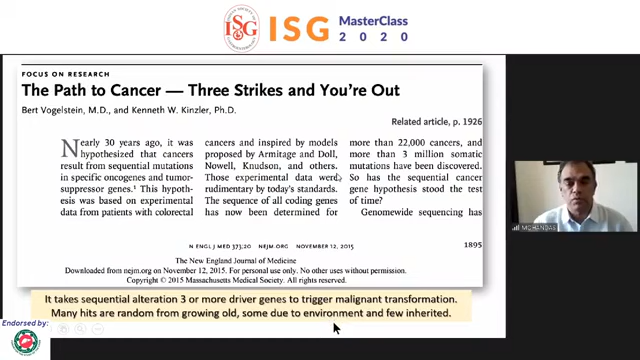 ISG
ISG
MasterClass
2020
FOCUS ON RESEARCH
The Path to Cancer — Three Strikes and You're Out
Bert Vogelstein, M.D., and Kenneth W. Kinzler, Ph.D.
Related article, p. 1926
Nearly 30 years ago, it was
hypothesized that cancers
result from sequential mutations
in specific oncogenes and tumor-
suppressor genes.¹ This hypoth-
esis was based on experimental
data from patients with colorectal
cancers and inspired by models
proposed by Armitage and Doll,
Nowell, Knudson, and others.
Those experimental data were
rudimentary by today's standards.
The sequence of all coding genes
has now been determined for
more than 22,000 cancers, and
more than 3 million somatic
mutations have been discovered.
So has the sequential cancer
gene hypothesis stood the test
of time?
Genomewide sequencing has
N ENGL J MED 373;20 NEJM.ORG NOVEMBER 12, 2015
1895
The New England Journal of Medicine
Downloaded from nejm.org on November 12, 2015. For personal use only. No other uses without permission.
Copyright © 2015 Massachusetts Medical Society. All rights reserved.
It takes sequential alteration 3 or more driver genes to trigger malignant transformation.
Many hits are random from growing old, some due to environment and few inherited.
Endorsed by: